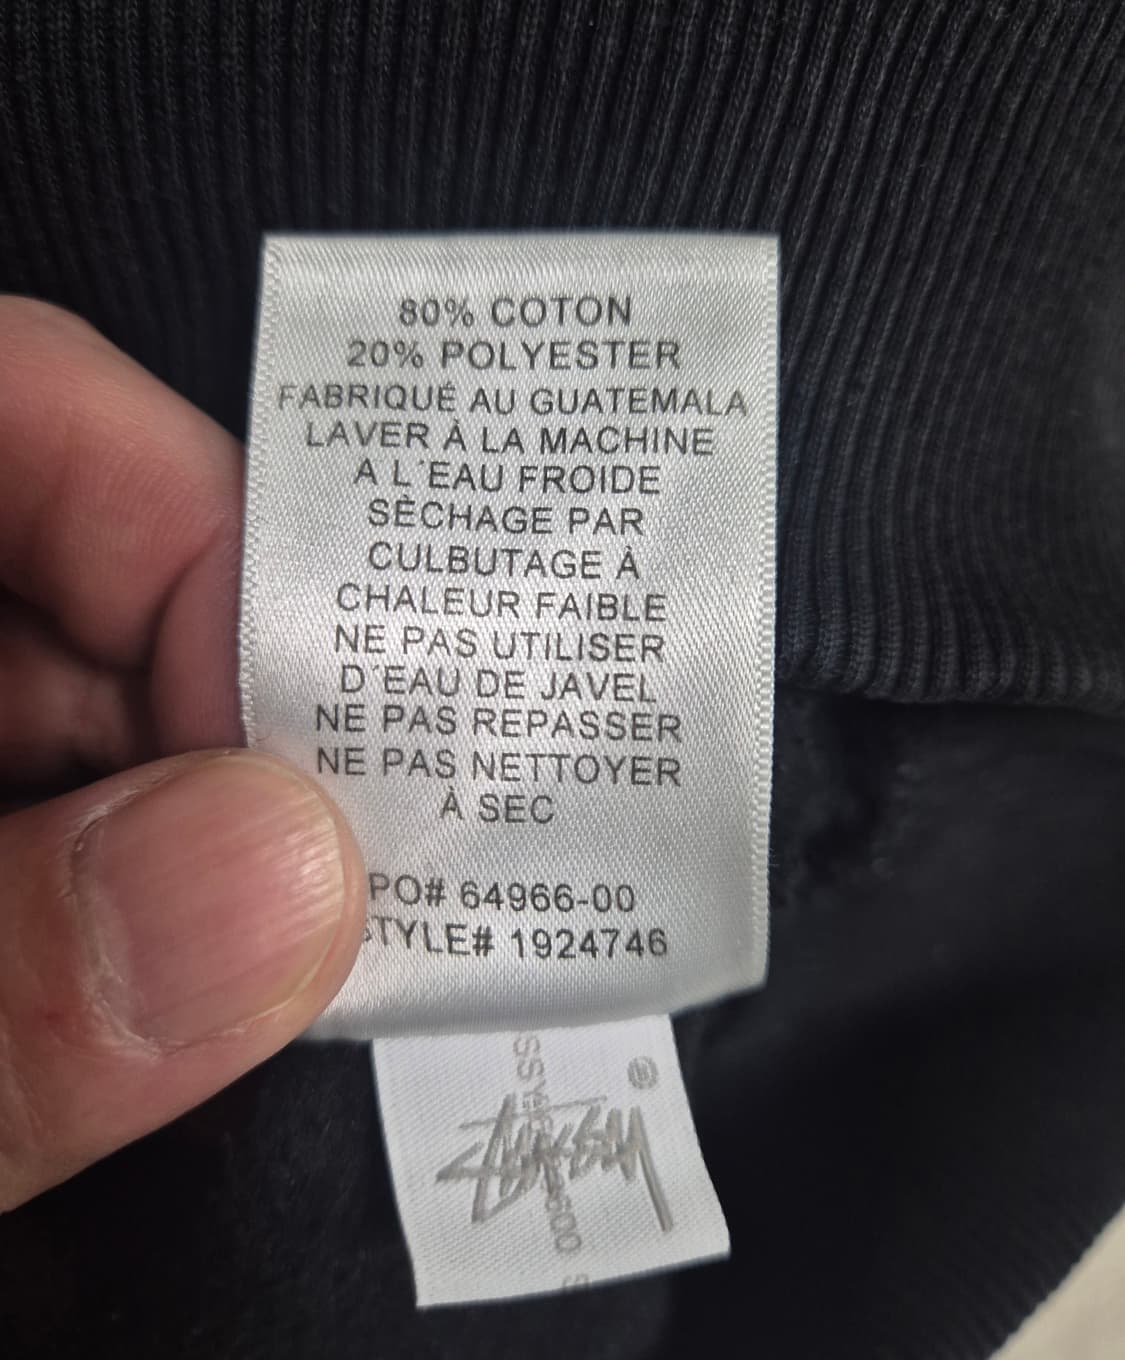 80% COTON
20% POLYESTER
FABRIQUÉ AU GUATEMALA
LAVER À LA MACHINE
A L'EAU FROIDE
SÈCHAGE PAR
CULBUTAGE À
CHALEUR FAIBLE
NE PAS UTILISER
D'EAU DE JAVEL
NE PAS REPASSER
NE PAS NETTOYER
À SEC
PO# 64966-00
STYLE# 1924746
®
STÜSSY